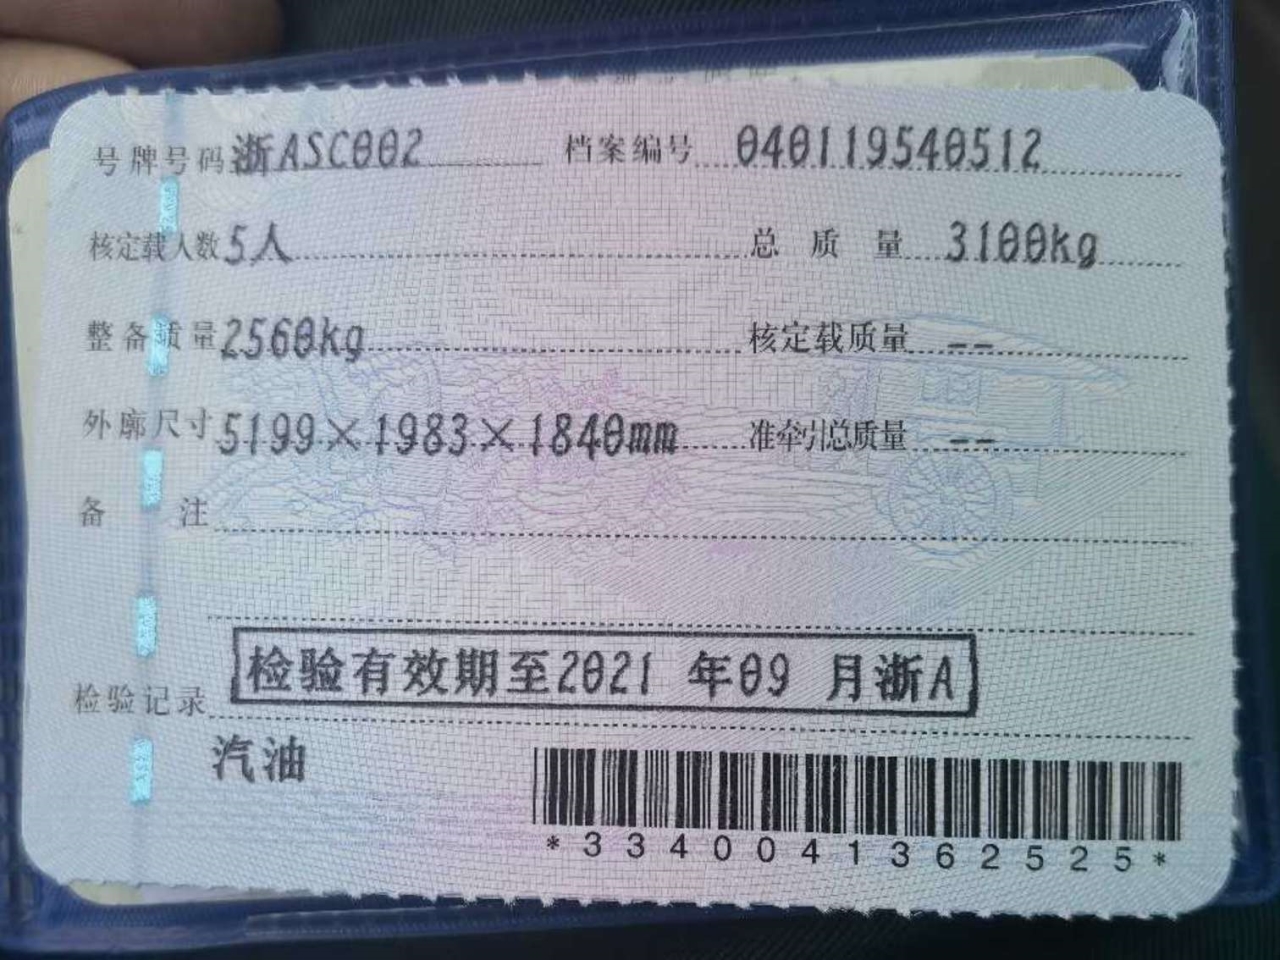 号牌号码 浙ASC002 档案编号 040119540512
核定载人数 5人 总质量 3100kg
整备质量 2560kg 核定载质量 --
外廓尺寸 5199×1983×1840mm 准牵引总质量 --
备注
检验记录 检验有效期至2021 年09 月浙A
汽油
*3340041362525*